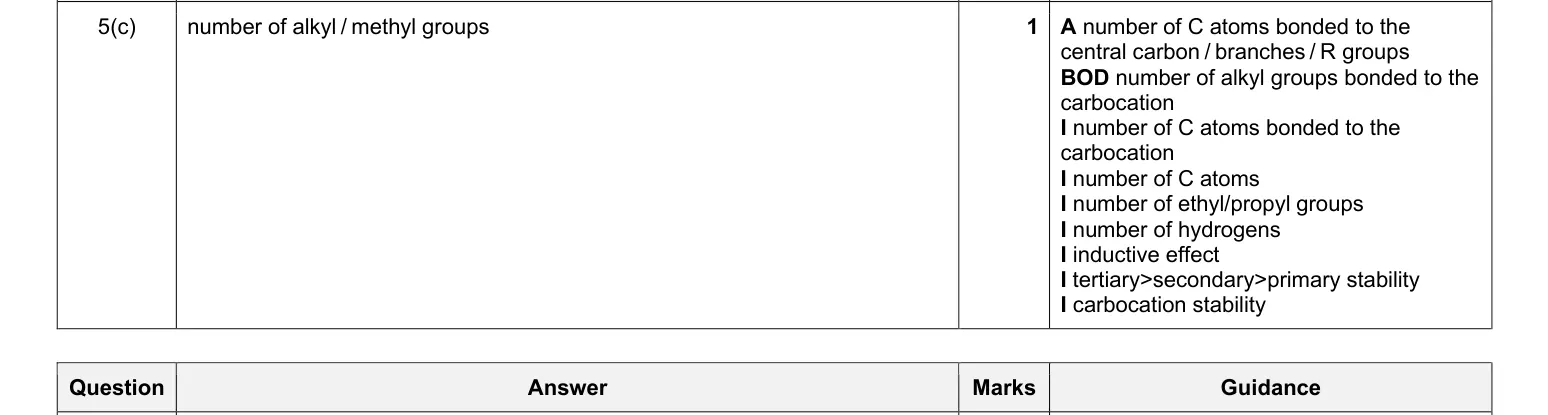 5(c) number of alkyl / methyl groups 1 A number of C atoms bonded to the
central carbon / branches / R groups
BOD number of alkyl groups bonded to the
carbocation
I number of C atoms bonded to the
carbocation
I number of C atoms
I number of ethyl/propyl groups
I number of hydrogens
I inductive effect
I tertiary>secondary>primary stability
I carbocation stability
Question Answer Marks Guidance